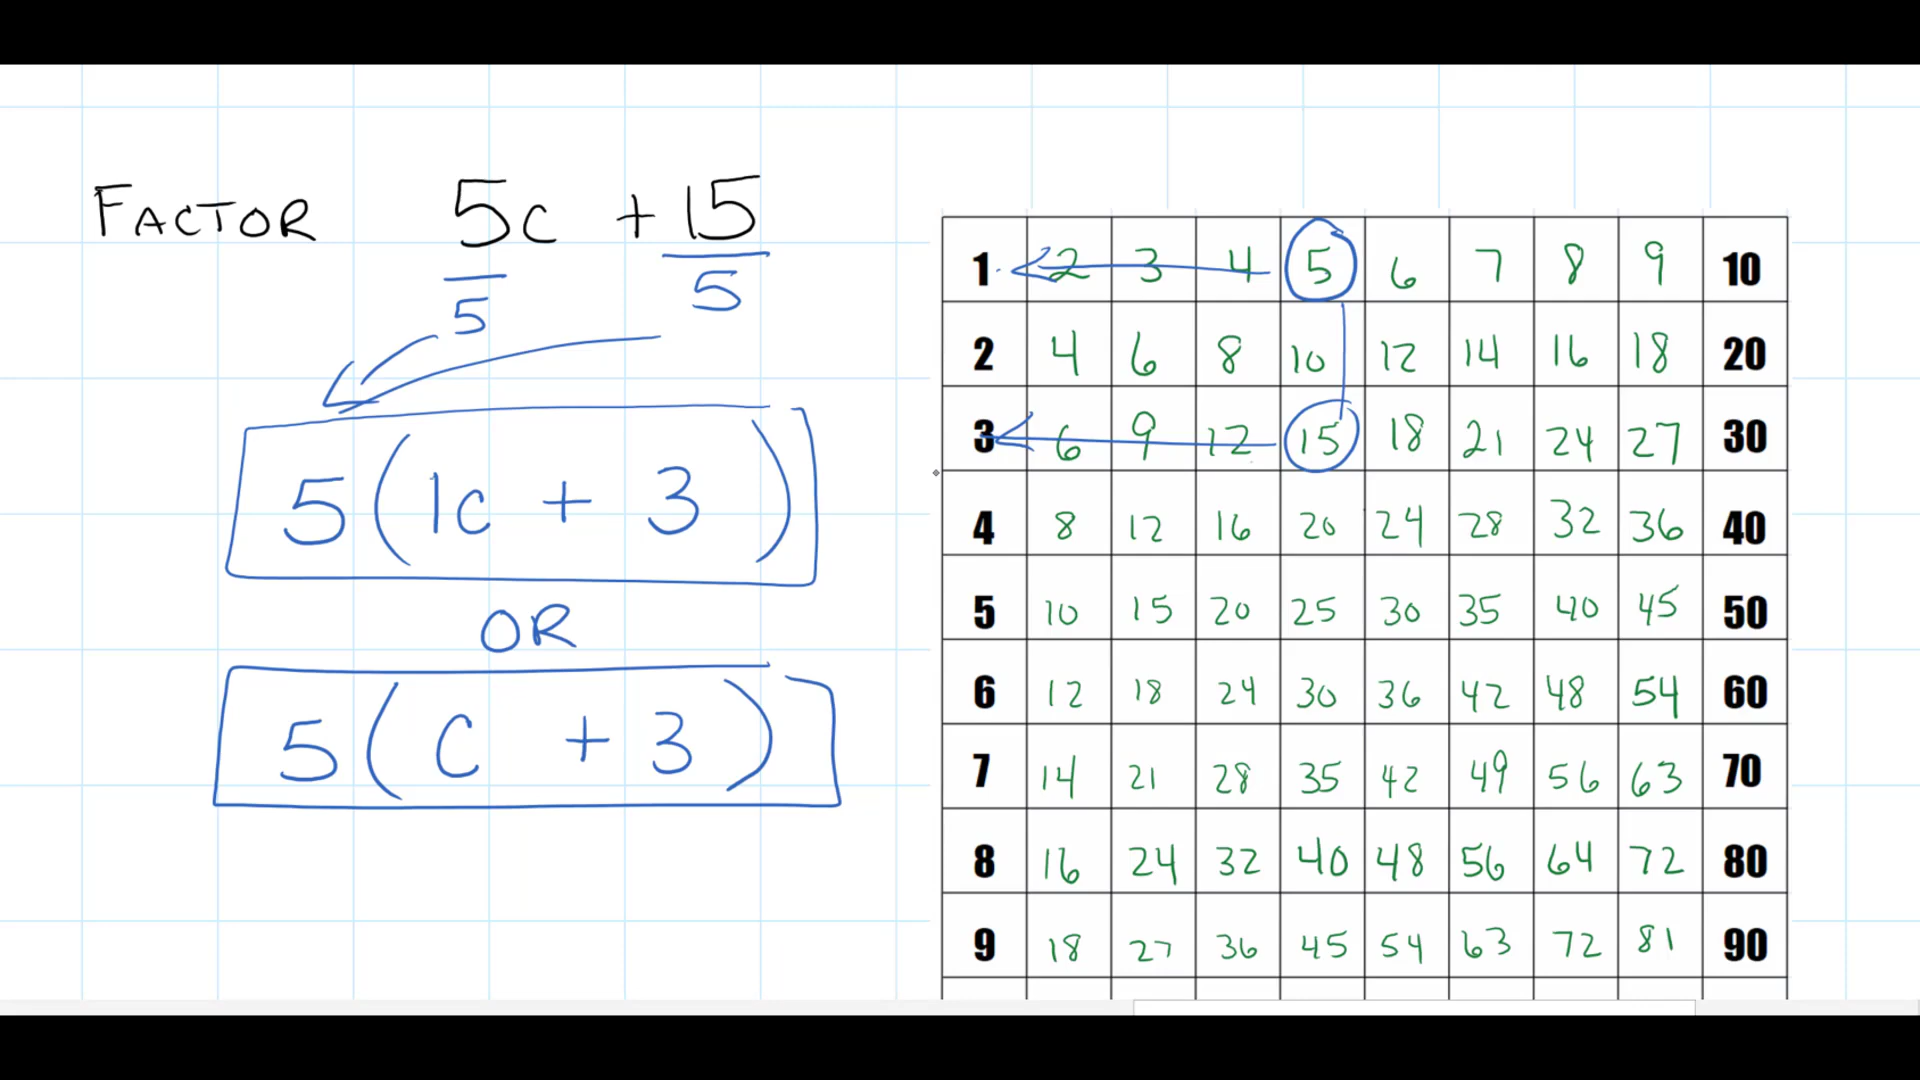 FACTOR 5c + 15
5 5
5(1c + 3)
OR
5(c + 3)
1 2 3 4 5 6 7 8 9 10
2 4 6 8 10 12 14 16 18 20
3 6 9 12 15 18 21 24 27 30
4 8 12 16 20 24 28 32 36 40
5 10 15 20 25 30 35 40 45 50
6 12 18 24 30 36 42 48 54 60
7 14 21 28 35 42 49 56 63 70
8 16 24 32 40 48 56 64 72 80
9 18 27 36 45 54 63 72 81 90